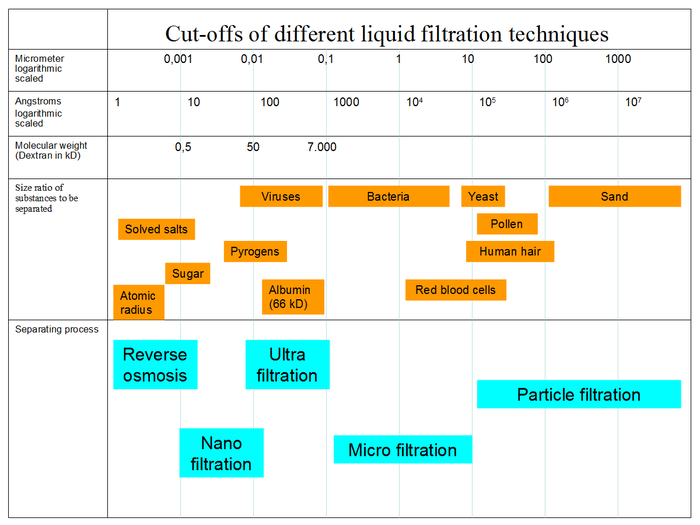 Cut-offs of different liquid filtration techniques
Micrometer
logarithmic
scaled
0,001 0,01 0,1 1 10 100 1000
Angstroms
logarithmic
scaled
1 10 100 1000 10⁴ 10⁵ 10⁶ 10⁷
Molecular weight
(Dextran in kD)
0,5 50 7.000
Size ratio of
substances to be
separated
Viruses Bacteria Yeast Sand
Solved salts Pollen
Pyrogens Human hair
Sugar
Albumin
(66 kD)
Red blood cells
Atomic
radius
Separating process
Reverse
osmosis
Ultra
filtration
Particle filtration
Nano
filtration
Micro filtration